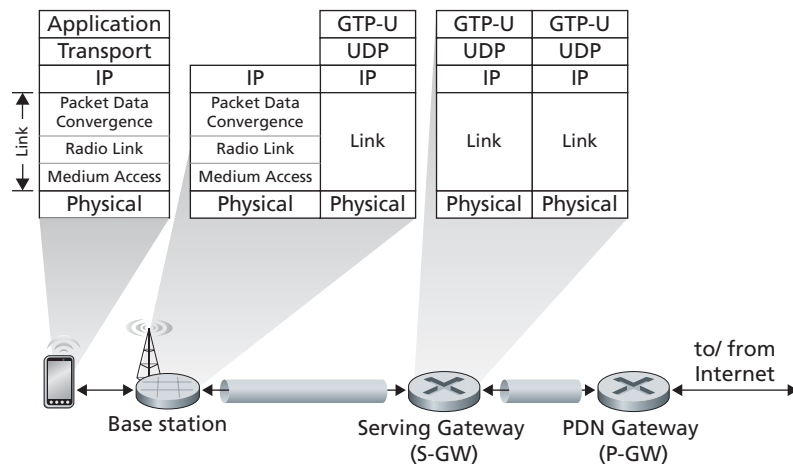 Application
Transport
IP
Packet Data
Convergence
Radio Link
Medium Access
Physical
Link
IP
Packet Data
Convergence
Radio Link
Medium Access
Physical
GTP-U
UDP
IP
Link
Physical
GTP-U
UDP
IP
Link
Physical
GTP-U
UDP
IP
Link
Physical
Base station
Serving Gateway
(S-GW)
PDN Gateway
(P-GW)
to/ from
Internet